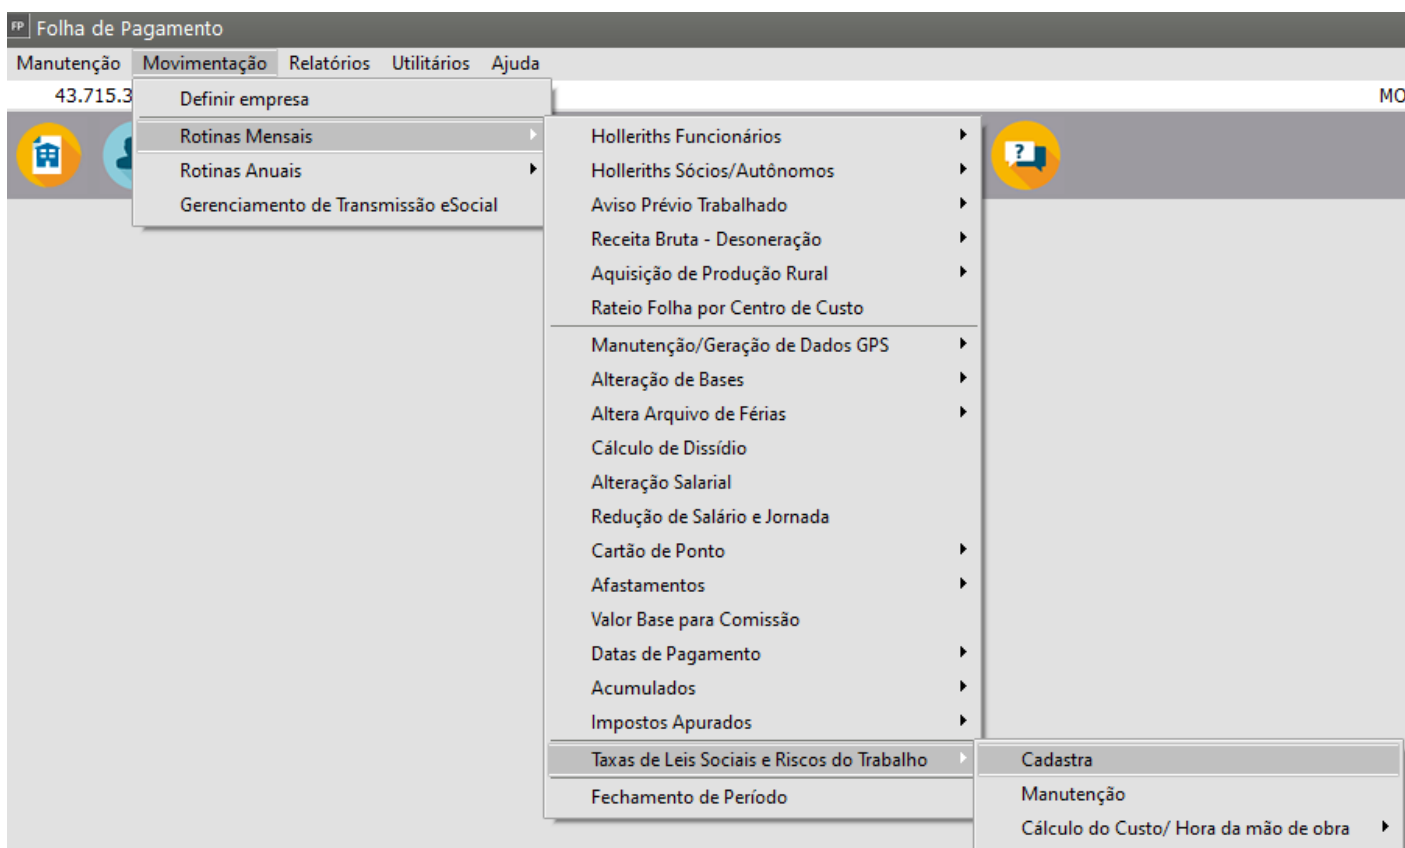 FP Folha de Pagamento
Manutenção Movimentação Relatórios Utilitários Ajuda
43.715.3 MO
Definir empresa
Rotinas Mensais
Rotinas Anuais
Gerenciamento de Transmissão eSocial
Holleriths Funcionários
Holleriths Sócios/Autônomos
Aviso Prévio Trabalhado
Receita Bruta - Desoneração
Aquisição de Produção Rural
Rateio Folha por Centro de Custo
Manutenção/Geração de Dados GPS
Alteração de Bases
Altera Arquivo de Férias
Cálculo de Dissídio
Alteração Salarial
Redução de Salário e Jornada
Cartão de Ponto
Afastamentos
Valor Base para Comissão
Datas de Pagamento
Acumulados
Impostos Apurados
Taxas de Leis Sociais e Riscos do Trabalho
Fechamento de Período
Cadastra
Manutenção
Cálculo do Custo/ Hora da mão de obra
?